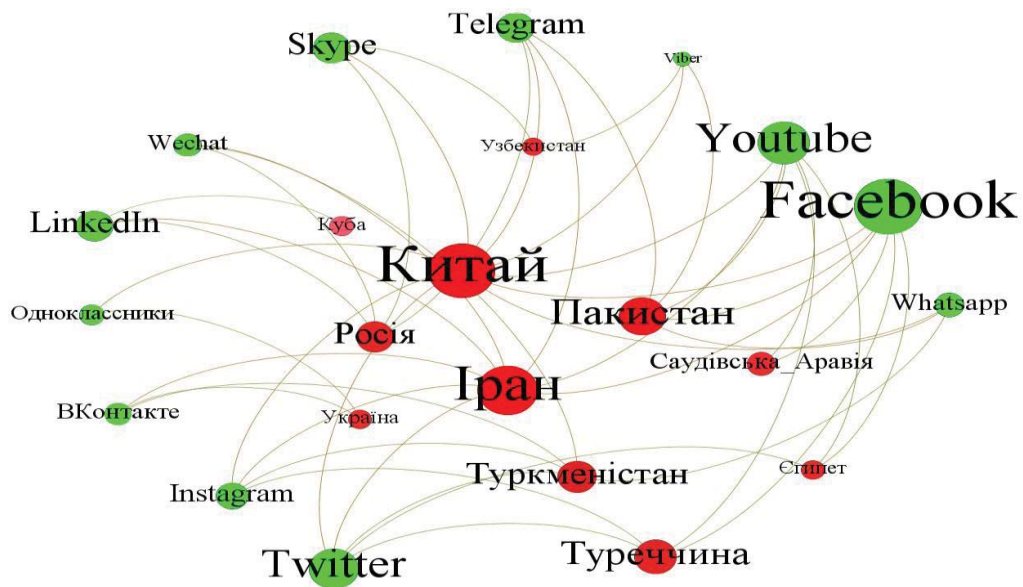 Telegram
Skype
Viber
Youtube
Wechat
Узбекистан
Facebook
LinkedIn
Куба
Китай
Whatsapp
Одноклассники
Пакистан
Росія
Саудівська_Аравія
Іран
ВКонтакте
Україна
Туркменістан
Єгипет
Instagram
Туреччина
Twitter